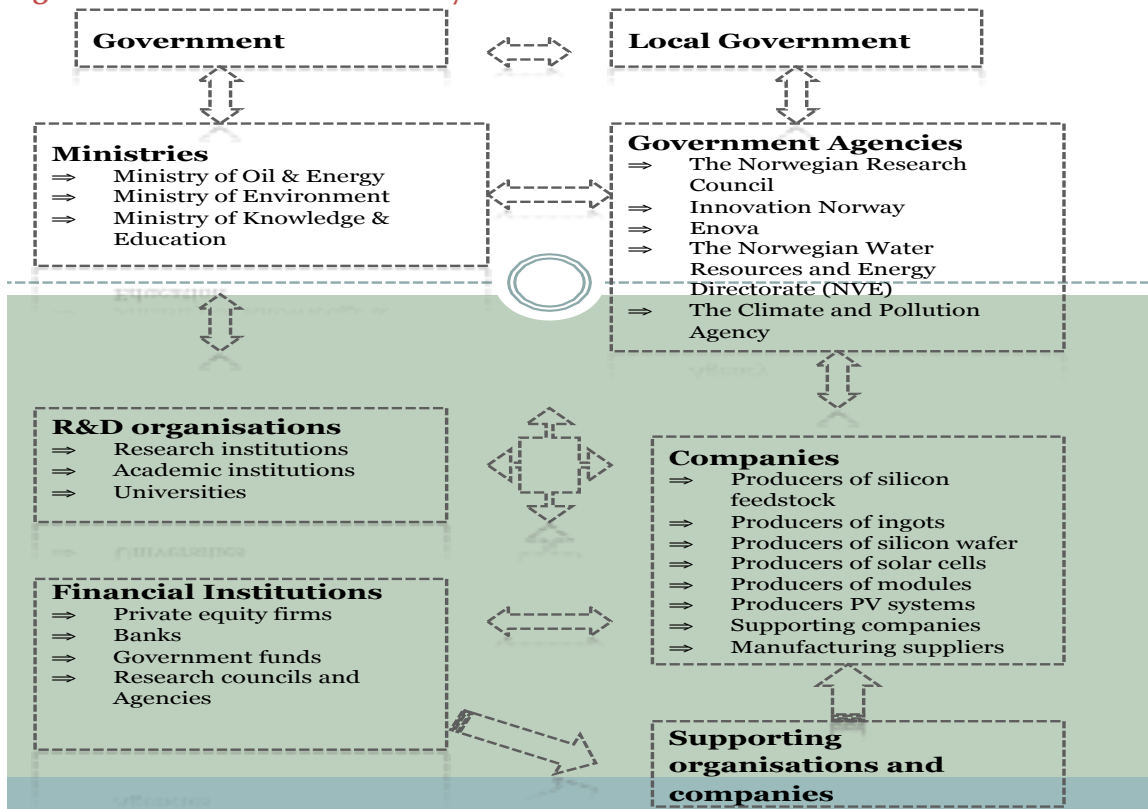 Government
Local Government
Ministries
⇒ Ministry of Oil & Energy
⇒ Ministry of Environment
⇒ Ministry of Knowledge &
Education
Government Agencies
⇒ The Norwegian Research
Council
⇒ Innovation Norway
⇒ Enova
⇒ The Norwegian Water
Resources and Energy
Directorate (NVE)
⇒ The Climate and Pollution
Agency
R&D organisations
⇒ Research institutions
⇒ Academic institutions
⇒ Universities
Companies
⇒ Producers of silicon
feedstock
⇒ Producers of ingots
⇒ Producers of silicon wafer
⇒ Producers of solar cells
⇒ Producers of modules
⇒ Producers PV systems
⇒ Supporting companies
⇒ Manufacturing suppliers
Financial Institutions
⇒ Private equity firms
⇒ Banks
⇒ Government funds
⇒ Research councils and
Agencies
Supporting
organisations and
companies